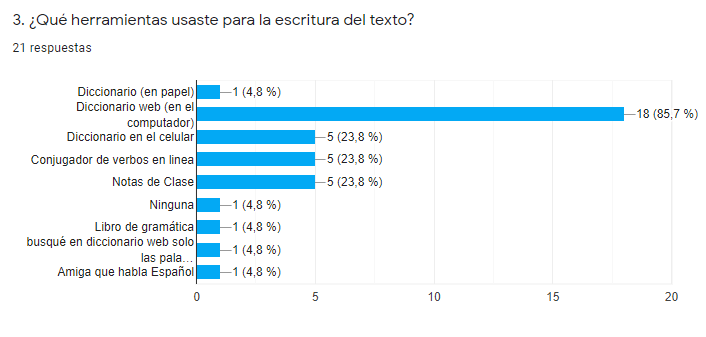 3. ¿Qué herramientas usaste para la escritura del texto?
21 respuestas
Diccionario (en papel)
1 (4,8 %)
Diccionario web (en el
computador)
18 (85,7 %)
Diccionario en el celular
5 (23,8 %)
Conjugador de verbos en linea
5 (23,8 %)
Notas de Clase
5 (23,8 %)
Ninguna
1 (4,8 %)
Libro de gramática
1 (4,8 %)
busqué en diccionario web solo
las pala…
1 (4,8 %)
Amiga que habla Español
1 (4,8 %)
0 5 10 15 20